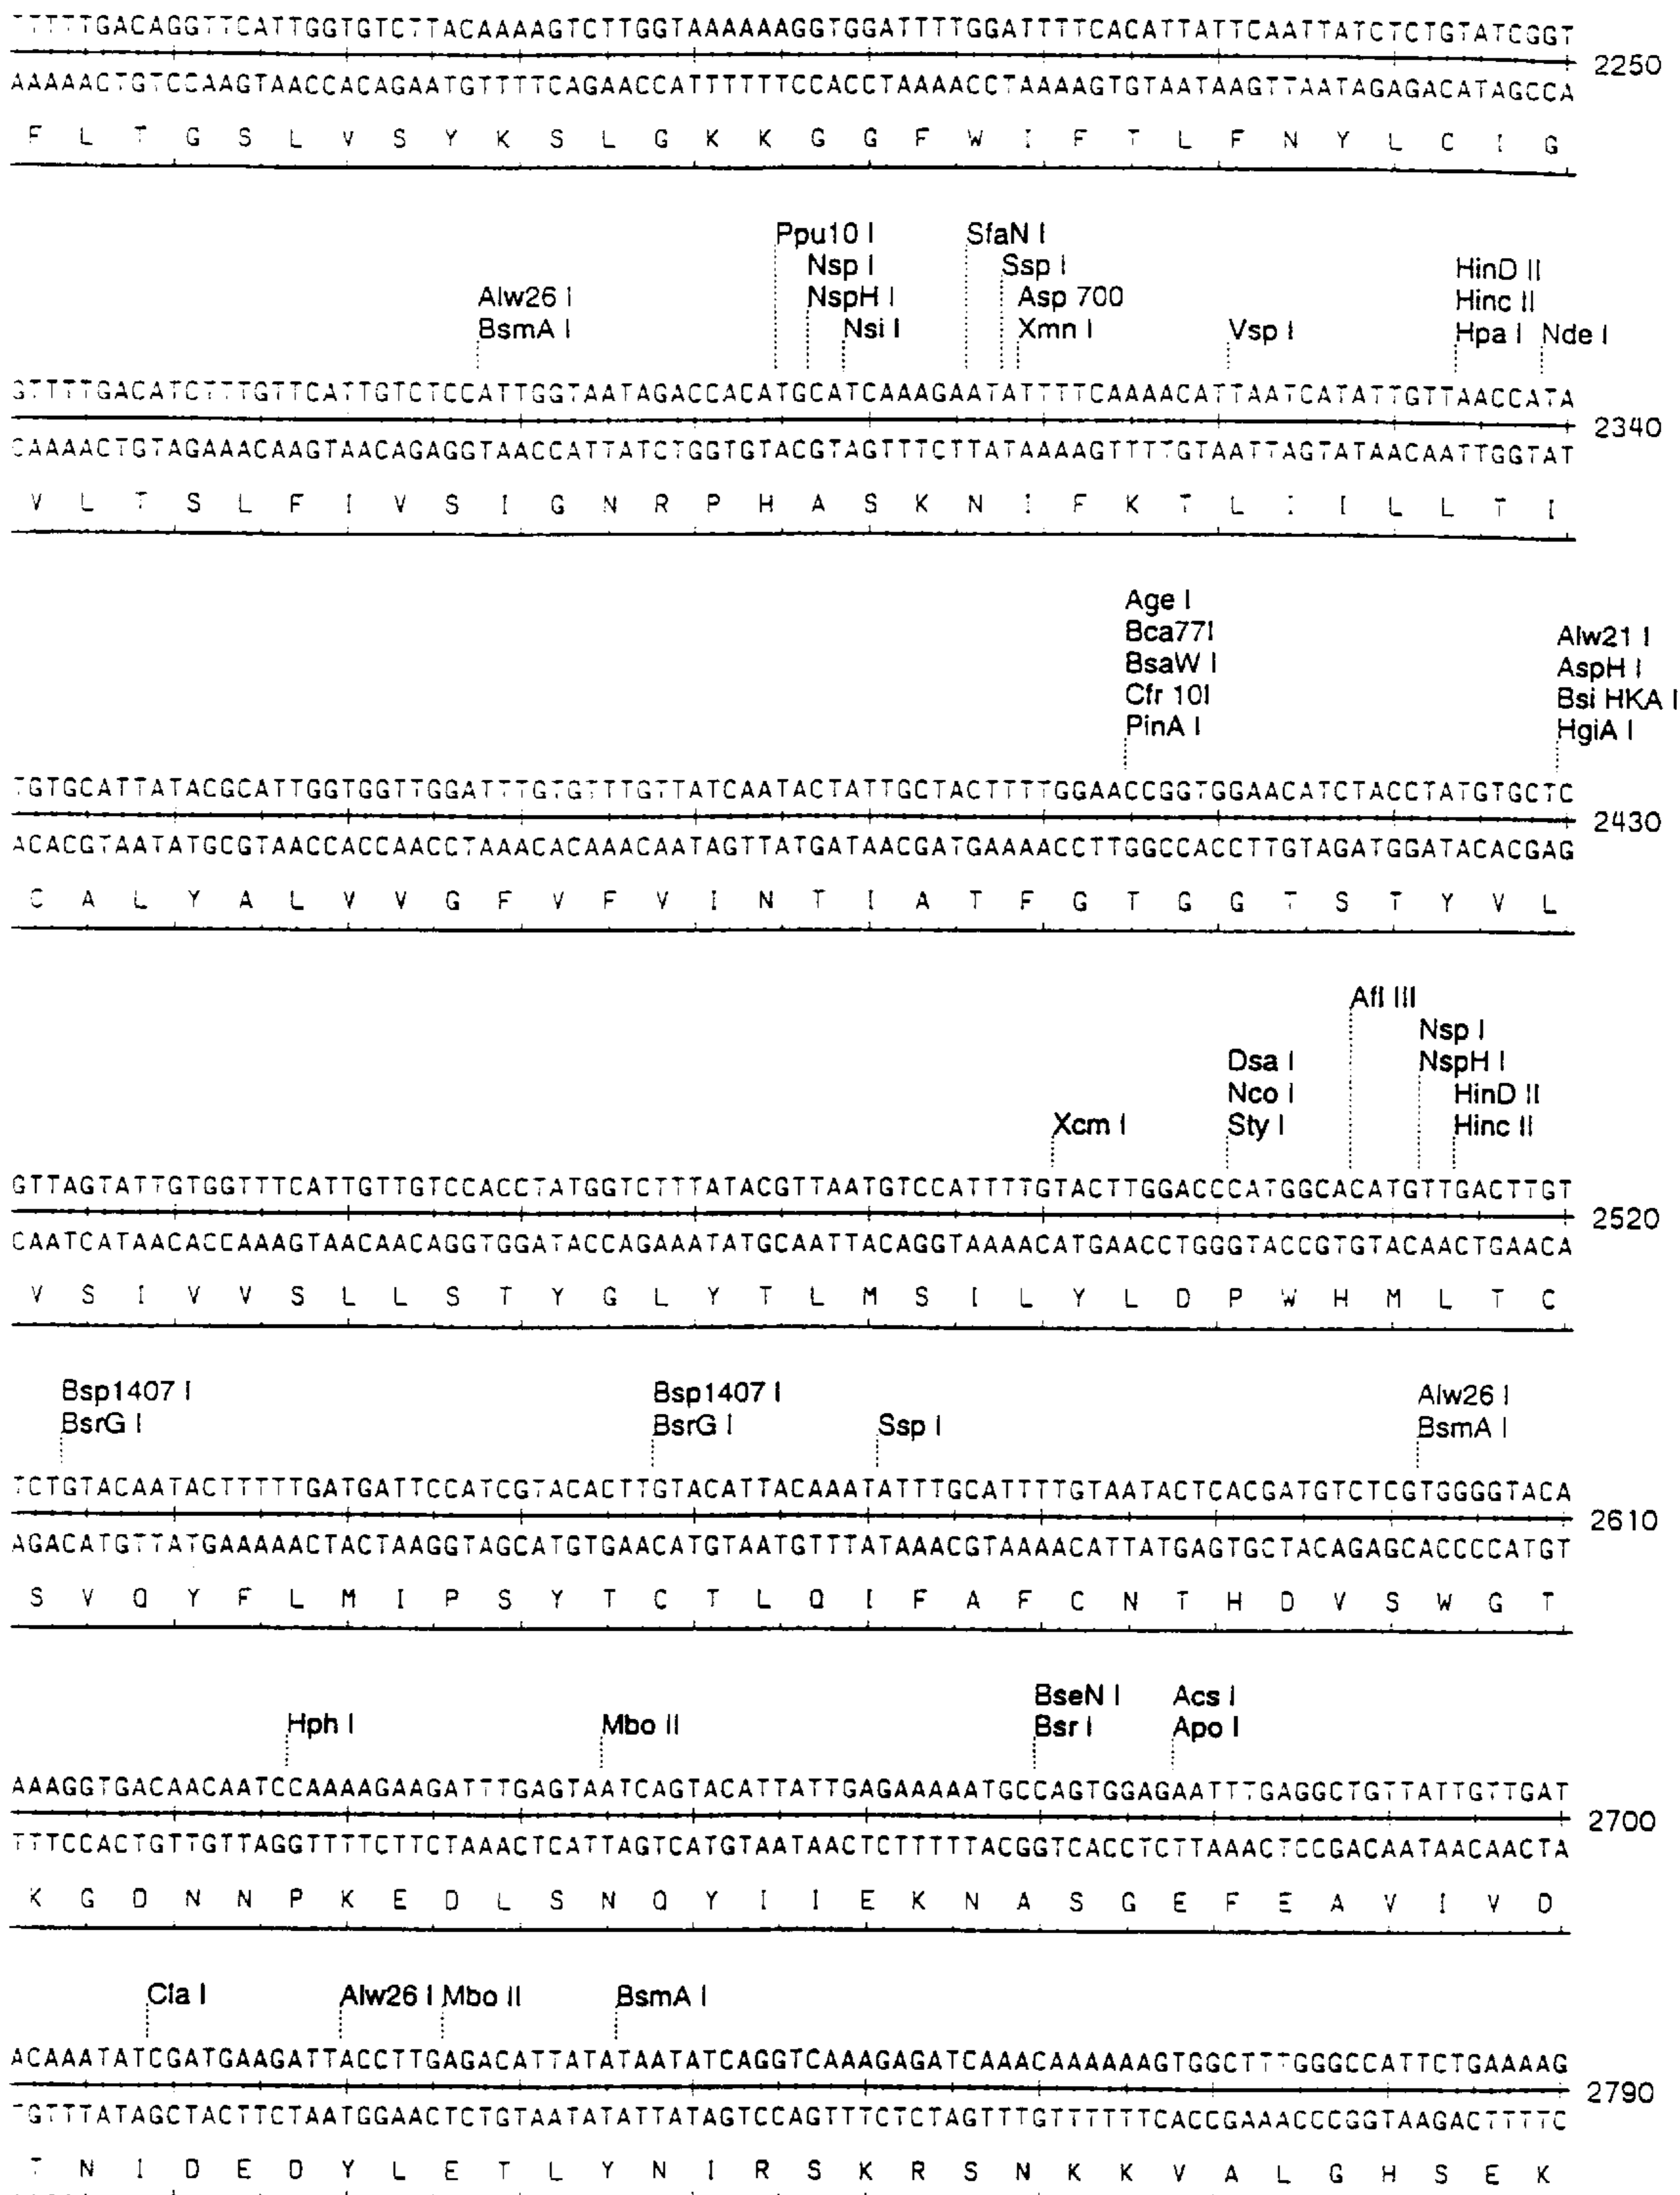 TTTTTGACAGGTTCATTGGTGTCTTACAAAAGTCTTGGTAAAAAAGGTGGATTTTGGATTTTCACATTATTCAATTATCTCTGTATCGGT
2250
AAAAACTGTCCAAGTAACCACAGAATGTTTTCAGAACCATTTTTTCCACCTAAAACCTAAAAGTGTAATAAGTTAATAGAGACATAGCCA
F L T G S L V S Y K S L G K K G G F W I F T L F N Y L C I G
Ppu10 I SfaN I
Nsp I Ssp I HinD II
Alw26 I NspH I Asp 700 Hinc II
BsmA I Nsi I Xmn I Vsp I Hpa I Nde I
GTTTTGACATCTTTGTTCATTGTCTCCATTGGTAATAGACCACATGCATCAAAGAATATTTTCAAAACATTAATCATATTGTTAACCATA
2340
CAAAACTGTAGAAACAAGTAACAGAGGTAACCATTATCTGGTGTACGTAGTTTCTTATAAAAGTTTTGTAATTAGTATAACAATTGGTAT
V L T S L F I V S I G N R P H A S K N I F K T L I I L L T I
Age I
Bca77I Alw21 I
BsaW I AspH I
Cfr 10I Bsi HKA I
PinA I HgiA I
TGTGCATTATACGCATTGGTGGTTGGATTTGTGTTTGTTATCAATACTATTGCTACTTTTGGAACCGGTGGAACATCTACCTATGTGCTC
2430
ACACGTAATATGCGTAACCACCAACCTAAACACAAACAATAGTTATGATAACGATGAAAACCTTGGCCACCTTGTAGATGGATACACGAG
C A L Y A L V V G F V F V I N T I A T F G T G G T S T Y V L
Afl III
Nsp I
Dsa I NspH I
Nco I HinD II
Xcm I Sty I Hinc II
GTTAGTATTGTGGTTTCATTGTTGTCCACCTATGGTCTTTATACGTTAATGTCCATTTTGTACTTGGACCCATGGCACATGTTGACTTGT
2520
CAATCATAACACCAAAGTAACAACAGGTGGATACCAGAAATATGCAATTACAGGTAAAACATGAACCTGGGTACCGTGTACAACTGAACA
V S I V V S L L S T Y G L Y T L M S I L Y L D P W H M L T C
Bsp1407 I Bsp1407 I Alw26 I
BsrG I BsrG I Ssp I BsmA I
TCTGTACAATACTTTTTGATGATTCCATCGTACACTTGTACATTACAAATATTTGCATTTTGTAATACTCACGATGTCTCGTGGGGTACA
2610
AGACATGTTATGAAAAACTACTAAGGTAGCATGTGAACATGTAATGTTTATAAACGTAAAACATTATGAGTGCTACAGAGCACCCCATGT
S V Q Y F L M I P S Y T C T L Q I F A F C N T H D V S W G T
BseN I Acs I
Hph I Mbo II Bsr I Apo I
AAAGGTGACAACAATCCAAAAGAAGATTTGAGTAATCAGTACATTATTGAGAAAAATGCCAGTGGAGAATTTGAGGCTGTTATTGTTGAT
2700
TTTCCACTGTTGTTAGGTTTTCTTCTAAACTCATTAGTCATGTAATAACTCTTTTTACGGTCACCTCTTAAACTCCGACAATAACAACTA
K G D N N P K E D L S N Q Y I I E K N A S G E F E A V I V D
Cla I Alw26 I Mbo II BsmA I
ACAAATATCGATGAAGATTACCTTGAGACATTATATAATATCAGGTCAAAGAGATCAAACAAAAAAGTGGCTTTGGGCCATTCTGAAAAG
2790
TGTTTATAGCTACTTCTAATGGAACTCTGTAATATATTATAGTCCAGTTTCTCTAGTTTGTTTTTTCACCGAAACCCGGTAAGACTTTTC
T N I D E D Y L E T L Y N I R S K R S N K K V A L G H S E K